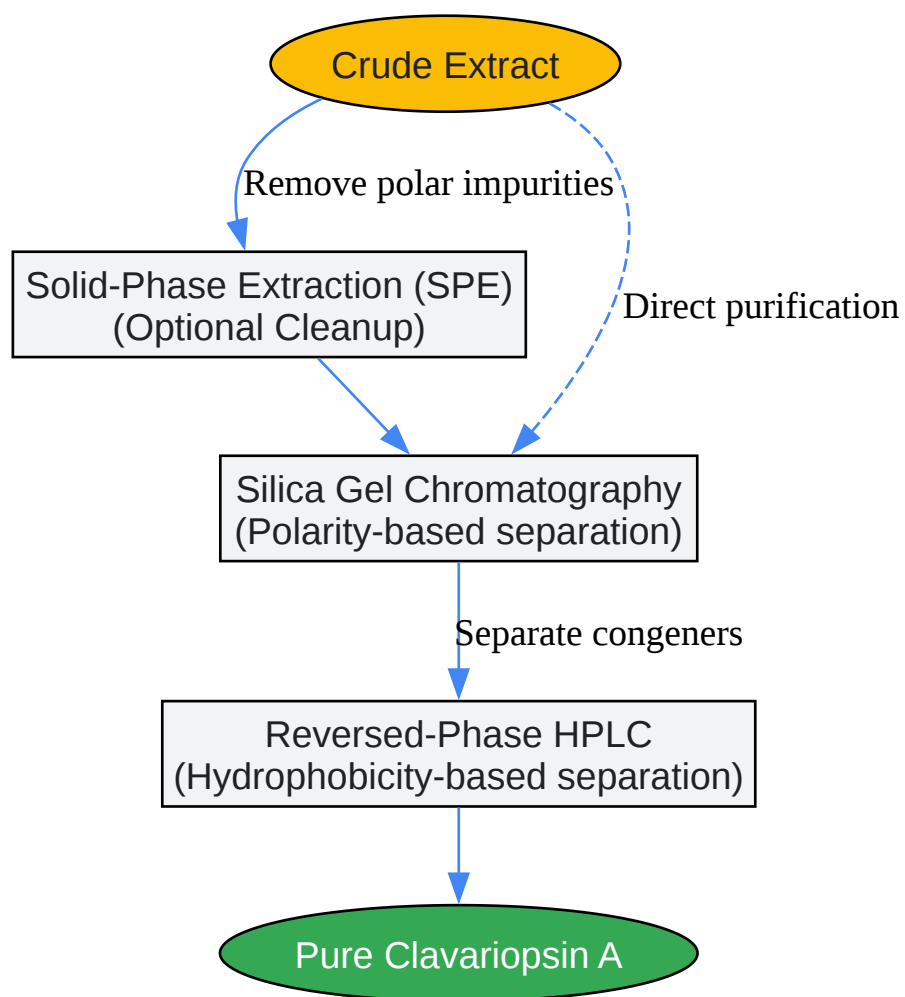 Crude Extract
Remove polar impurities
Solid-Phase Extraction (SPE)
(Optional Cleanup)
Direct purification
Silica Gel Chromatography
(Polarity-based separation)
Separate congeners
Reversed-Phase HPLC
(Hydrophobicity-based separation)
Pure Clavariopsin A